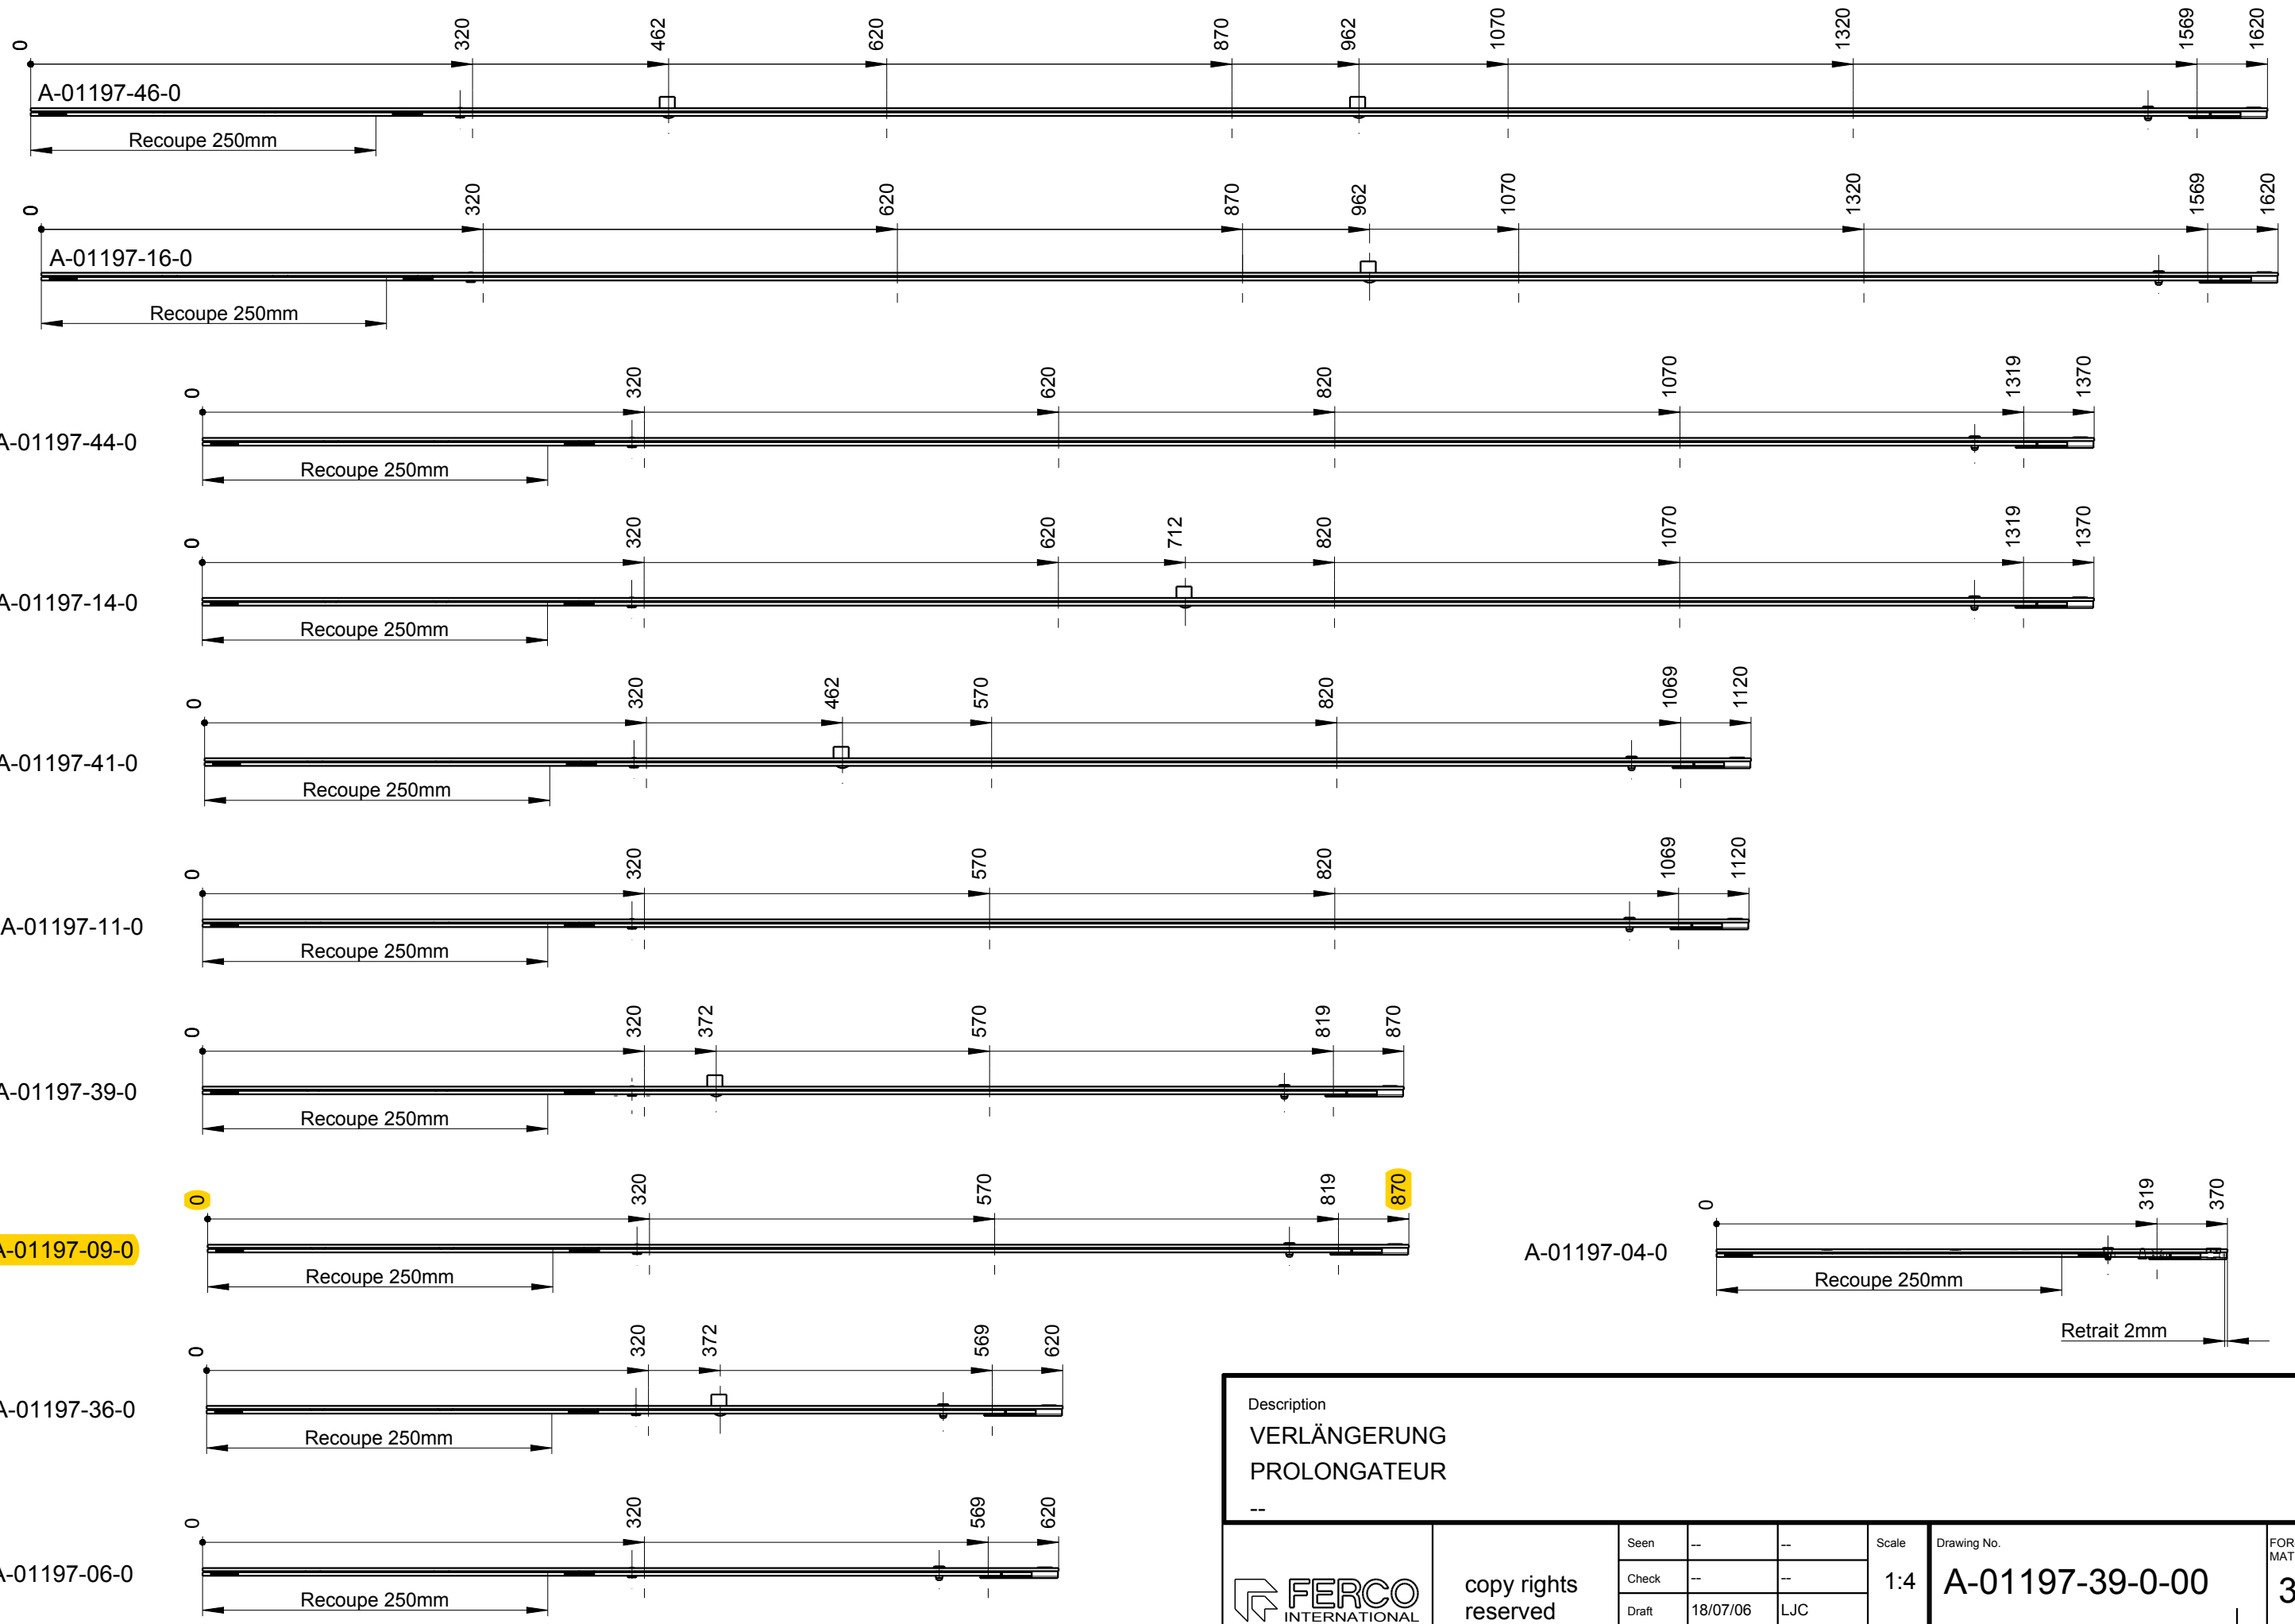 0 320 462 620 870 962 1070 1320 1569 1620
A-01197-46-0
Recoupe 250mm
0 320 620 870 962 1070 1320 1569 1620
A-01197-16-0
Recoupe 250mm
0 320 620 820 1070 1319 1370
A-01197-44-0
Recoupe 250mm
0 320 620 712 820 1070 1319 1370
A-01197-14-0
Recoupe 250mm
0 320 462 570 820 1069 1120
A-01197-41-0
Recoupe 250mm
0 320 570 820 1069 1120
A-01197-11-0
Recoupe 250mm
0 320 372 570 819 870
A-01197-39-0
Recoupe 250mm
0 320 570 819 870
A-01197-09-0
Recoupe 250mm
0 319 370
A-01197-04-0
Recoupe 250mm
Retrait 2mm
0 320 372 569 620
A-01197-36-0
Recoupe 250mm
0 320 569 620
A-01197-06-0
Recoupe 250mm
Description
VERLÄNGERUNG
PROLONGATEUR
--
FERCO
INTERNATIONAL
copy rights
reserved
Seen -- --
Check -- --
Draft 18/07/06 LJC
Scale
1:4
Drawing No.
A-01197-39-0-00
FOR
MAT
3